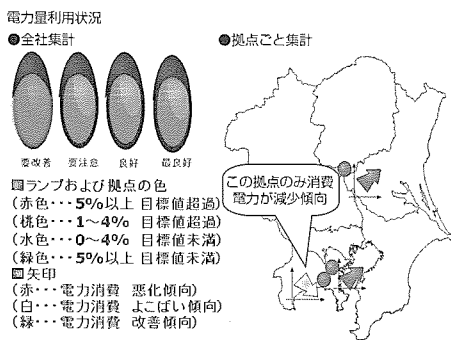 電力量利用状況
●全社集計
●拠点ごと集計
要改善
要注意
良好
最良好
この拠点のみ消費
電力が減少傾向
ランプおよび拠点の色
(赤色・・・5%以上 目標値超過)
(桃色・・・1〜4% 目標値超過)
(水色・・・0〜4% 目標値未満)
(緑色・・・5%以上 目標値未満)
矢印
(赤・・・電力消費 悪化傾向)
(白・・・電力消費 よこばい傾向)
(緑・・・電力消費 改善傾向)